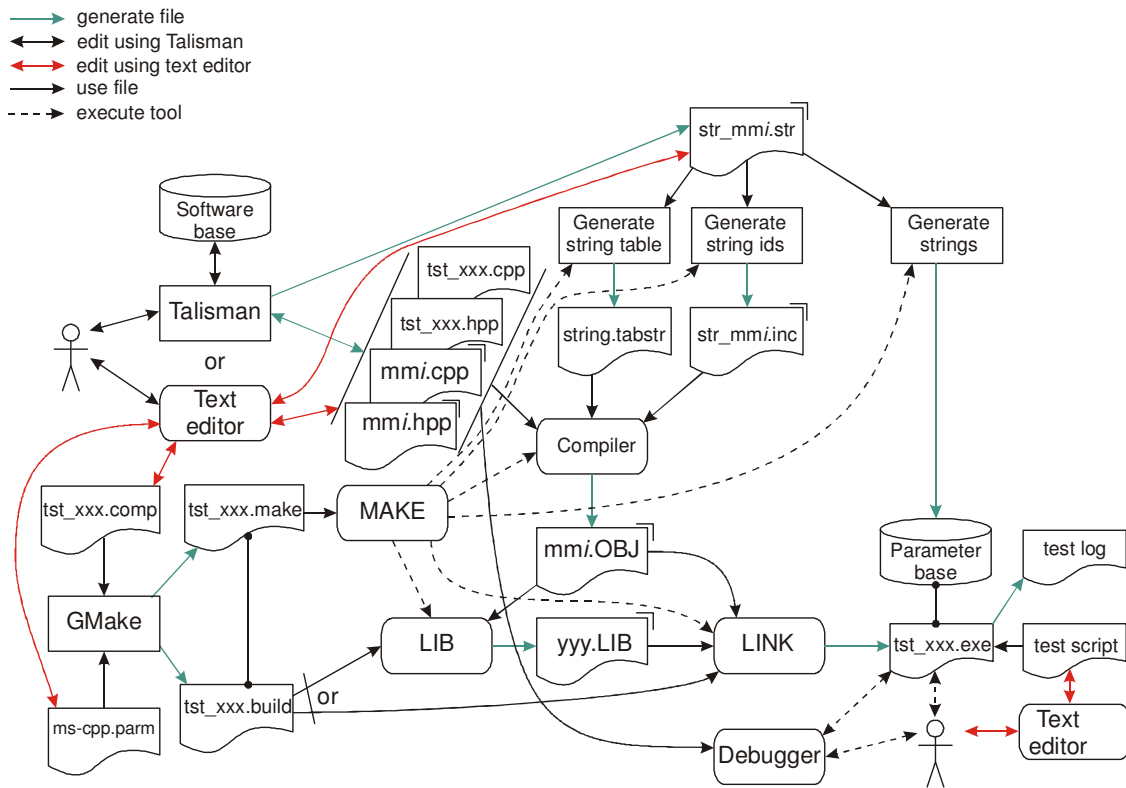 generate file
edit using Talisman
edit using text editor
use file
execute tool
str_mmi.str
Software
base
Generate
string table
Generate
string ids
Generate
strings
tst_xxx.cpp
Talisman
tst_xxx.hpp
string.tabstr
str_mmi.inc
or
mmi.cpp
Text
editor
mmi.hpp
Compiler
tst_xxx.comp
tst_xxx.make
MAKE
mmi.OBJ
Parameter
base
test log
GMake
LIB
yyy.LIB
LINK
tst_xxx.exe
test script
tst_xxx.build
or
ms-cpp.parm
Debugger
Text
editor